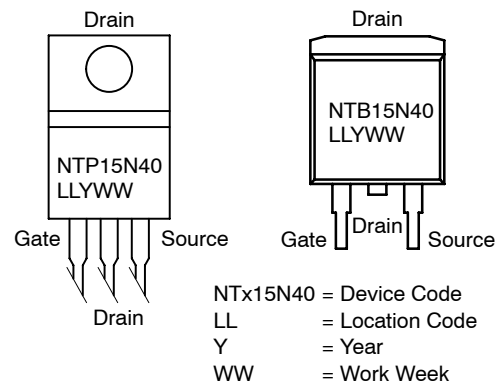 Drain
NTP15N40
LLYWW
Gate
Source
Drain
Drain
NTB15N40
LLYWW
Gate
Drain
Source
NTx15N40 = Device Code
LL = Location Code
Y = Year
WW = Work Week